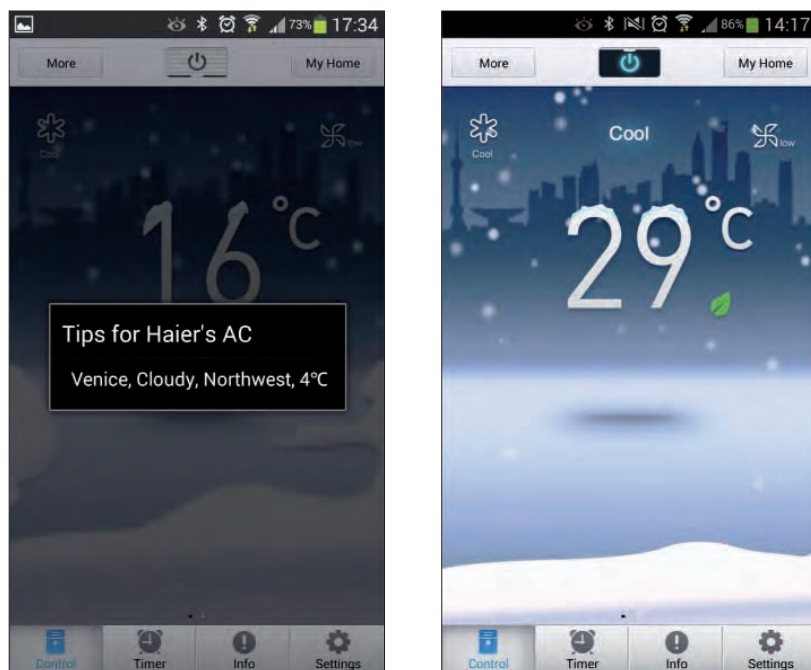 73% 17:34
More
My Home
Cool
low
16°C
Tips for Haier's AC
Venice, Cloudy, Northwest, 4°C
Control
Timer
Info
Settings
86% 14:17
More
My Home
Cool
Cool
low
29°C
Control
Timer
Info
Settings